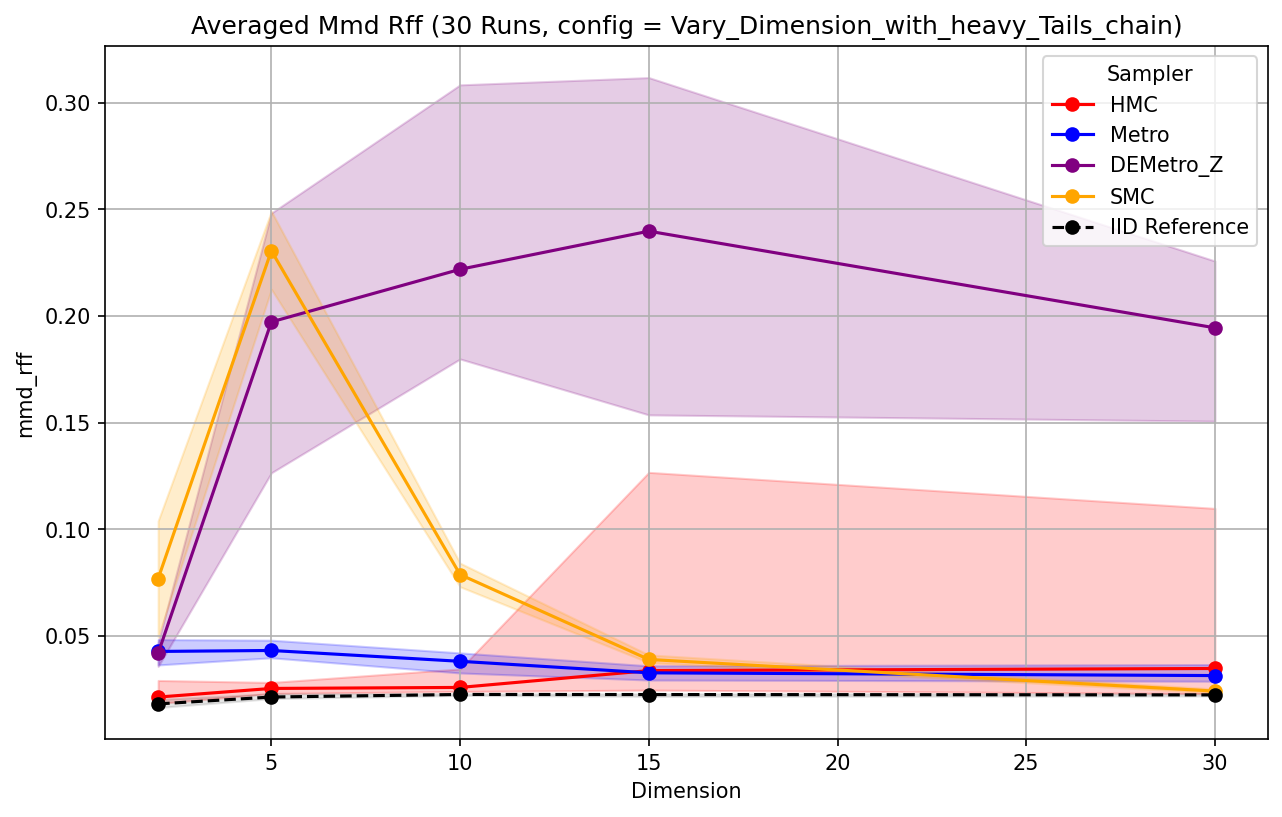 Averaged Mmd Rff (30 Runs, config = Vary_Dimension_with_heavy_Tails_chain)
mmd_rff
0.30
0.25
0.20
0.15
0.10
0.05
5
10
15
20
25
30
Dimension
Sampler
HMC
Metro
DEMetro_Z
SMC
IID Reference